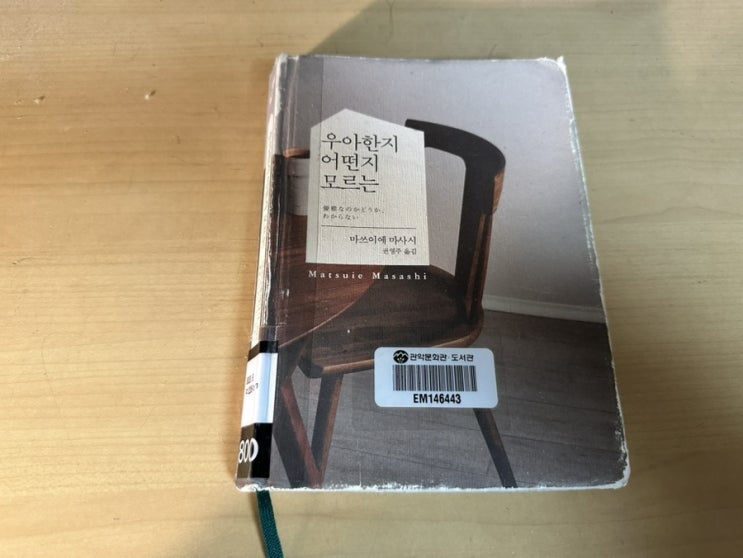 우아한지
어떤지
모르는
優雅なのかどうか、
わからない
마쓰이에 마사시
권영주 옮김
Matsuie Masashi
관악문화관·도서관
EM146443
800